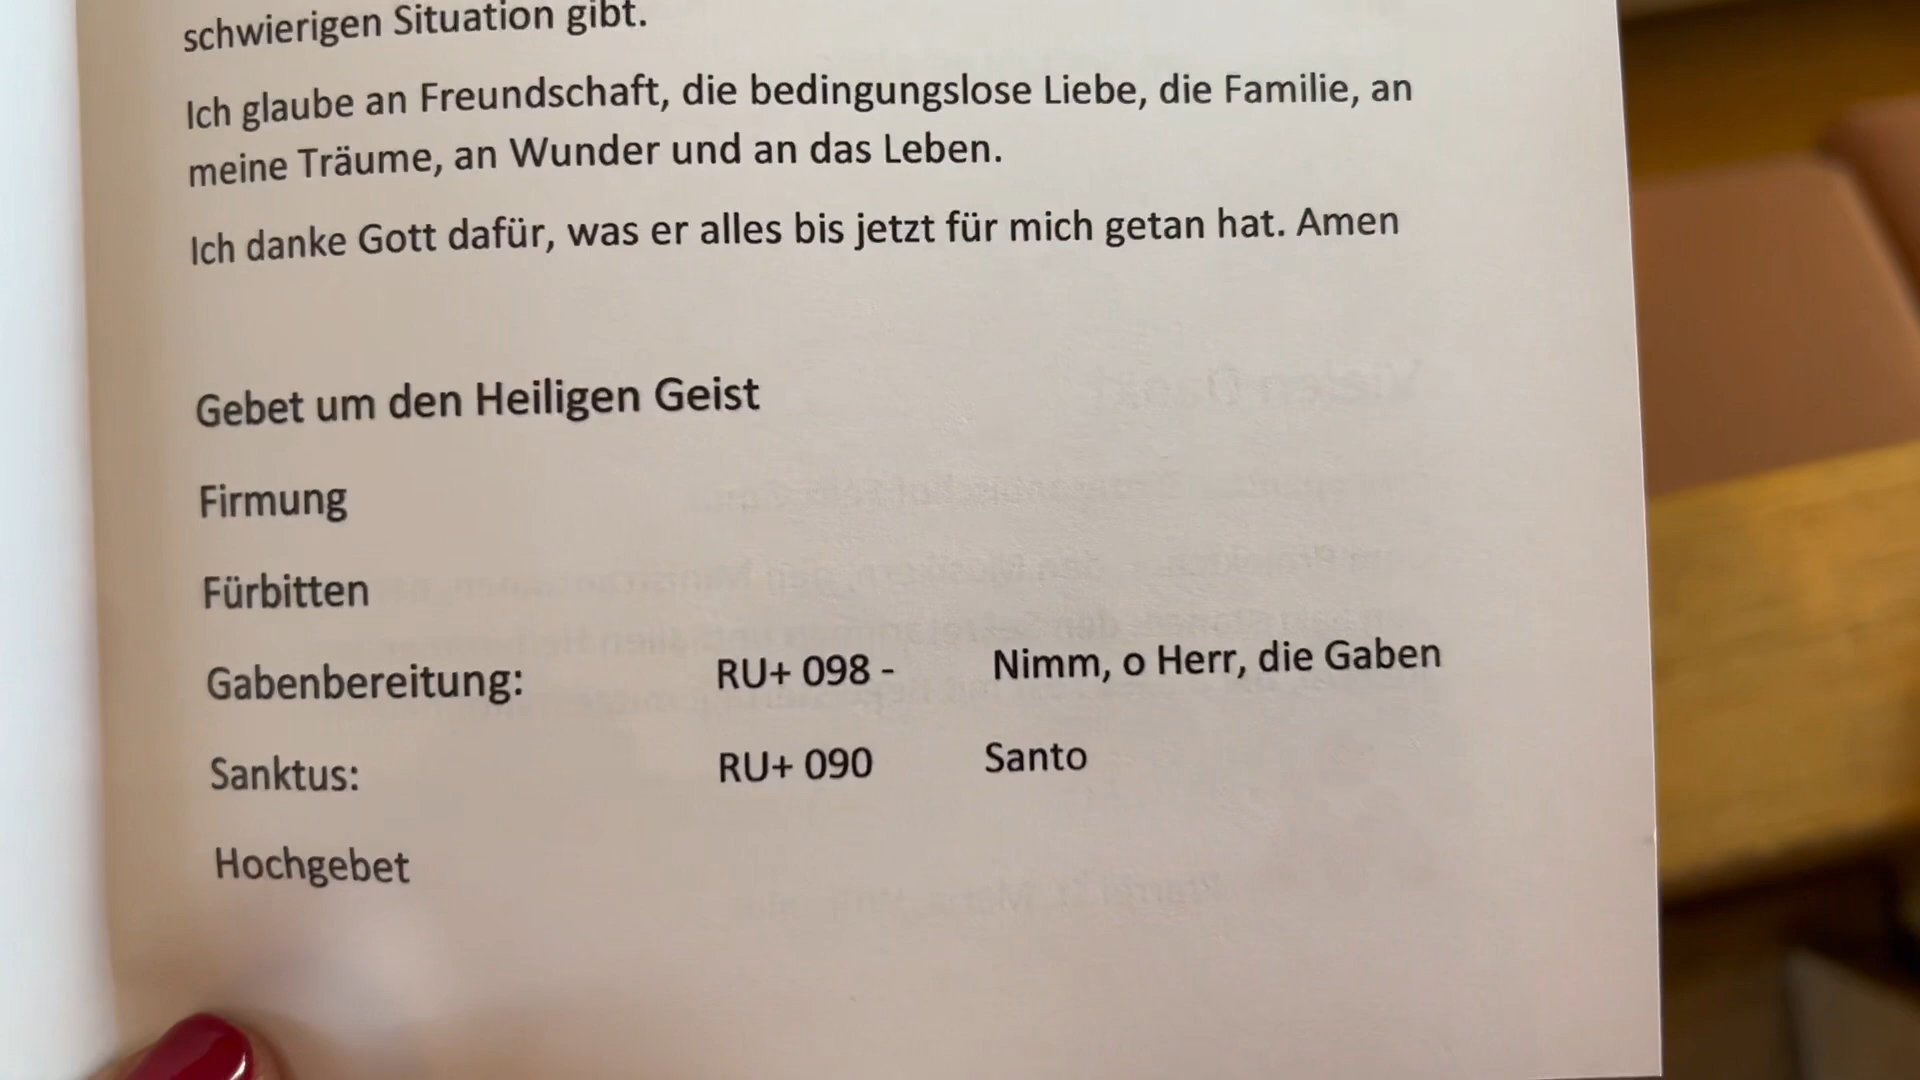 schwierigen Situation gibt.
Ich glaube an Freundschaft, die bedingungslose Liebe, die Familie, an
meine Träume, an Wunder und an das Leben.
Ich danke Gott dafür, was er alles bis jetzt für mich getan hat. Amen
Gebet um den Heiligen Geist
Firmung
Fürbitten
Gabenbereitung: RU+ 098 - Nimm, o Herr, die Gaben
Sanktus: RU+ 090 Santo
Hochgebet